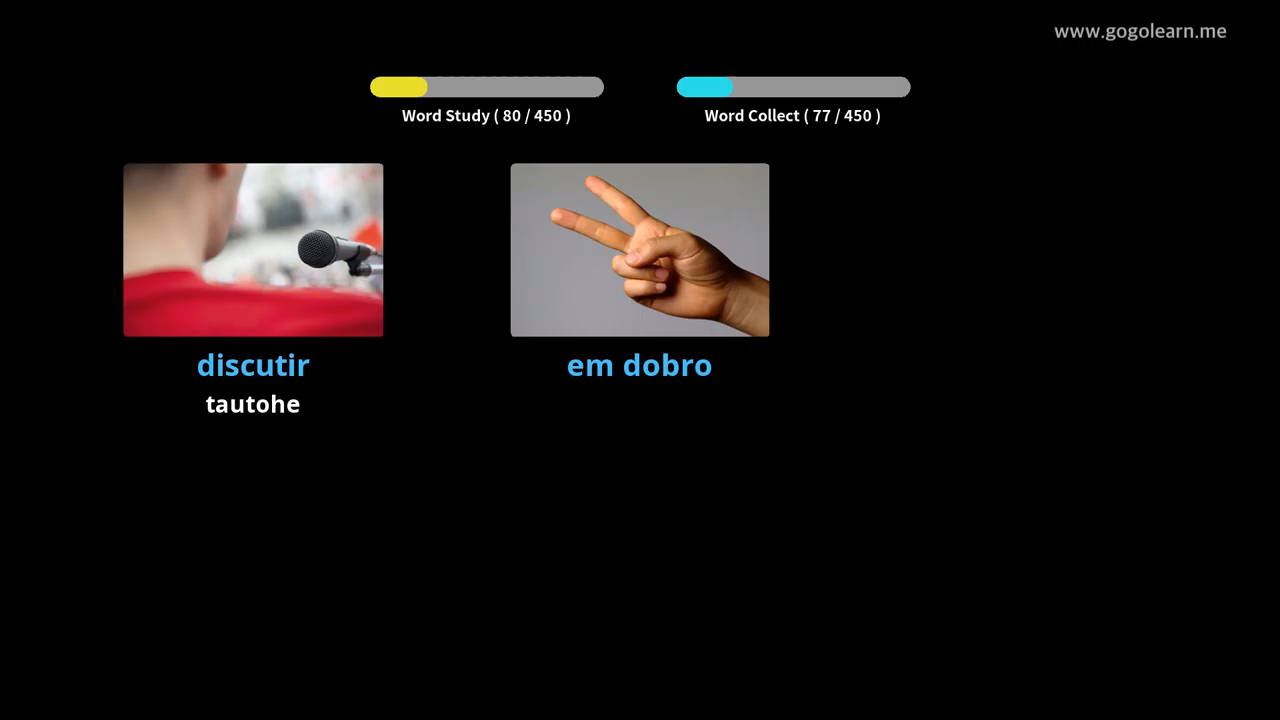 www.gogolearn.me
Word Study ( 80 / 450 )
Word Collect ( 77 / 450 )
discutir
tautohe
em dobro